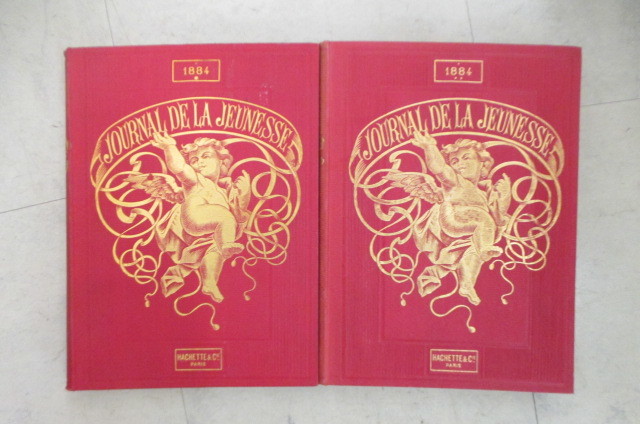 1884
*
JOURNAL DE LA JEUNESSE
HACHETTE & Cie
PARIS
1884
**
JOURNAL DE LA JEUNESSE
HACHETTE & Cie
PARIS